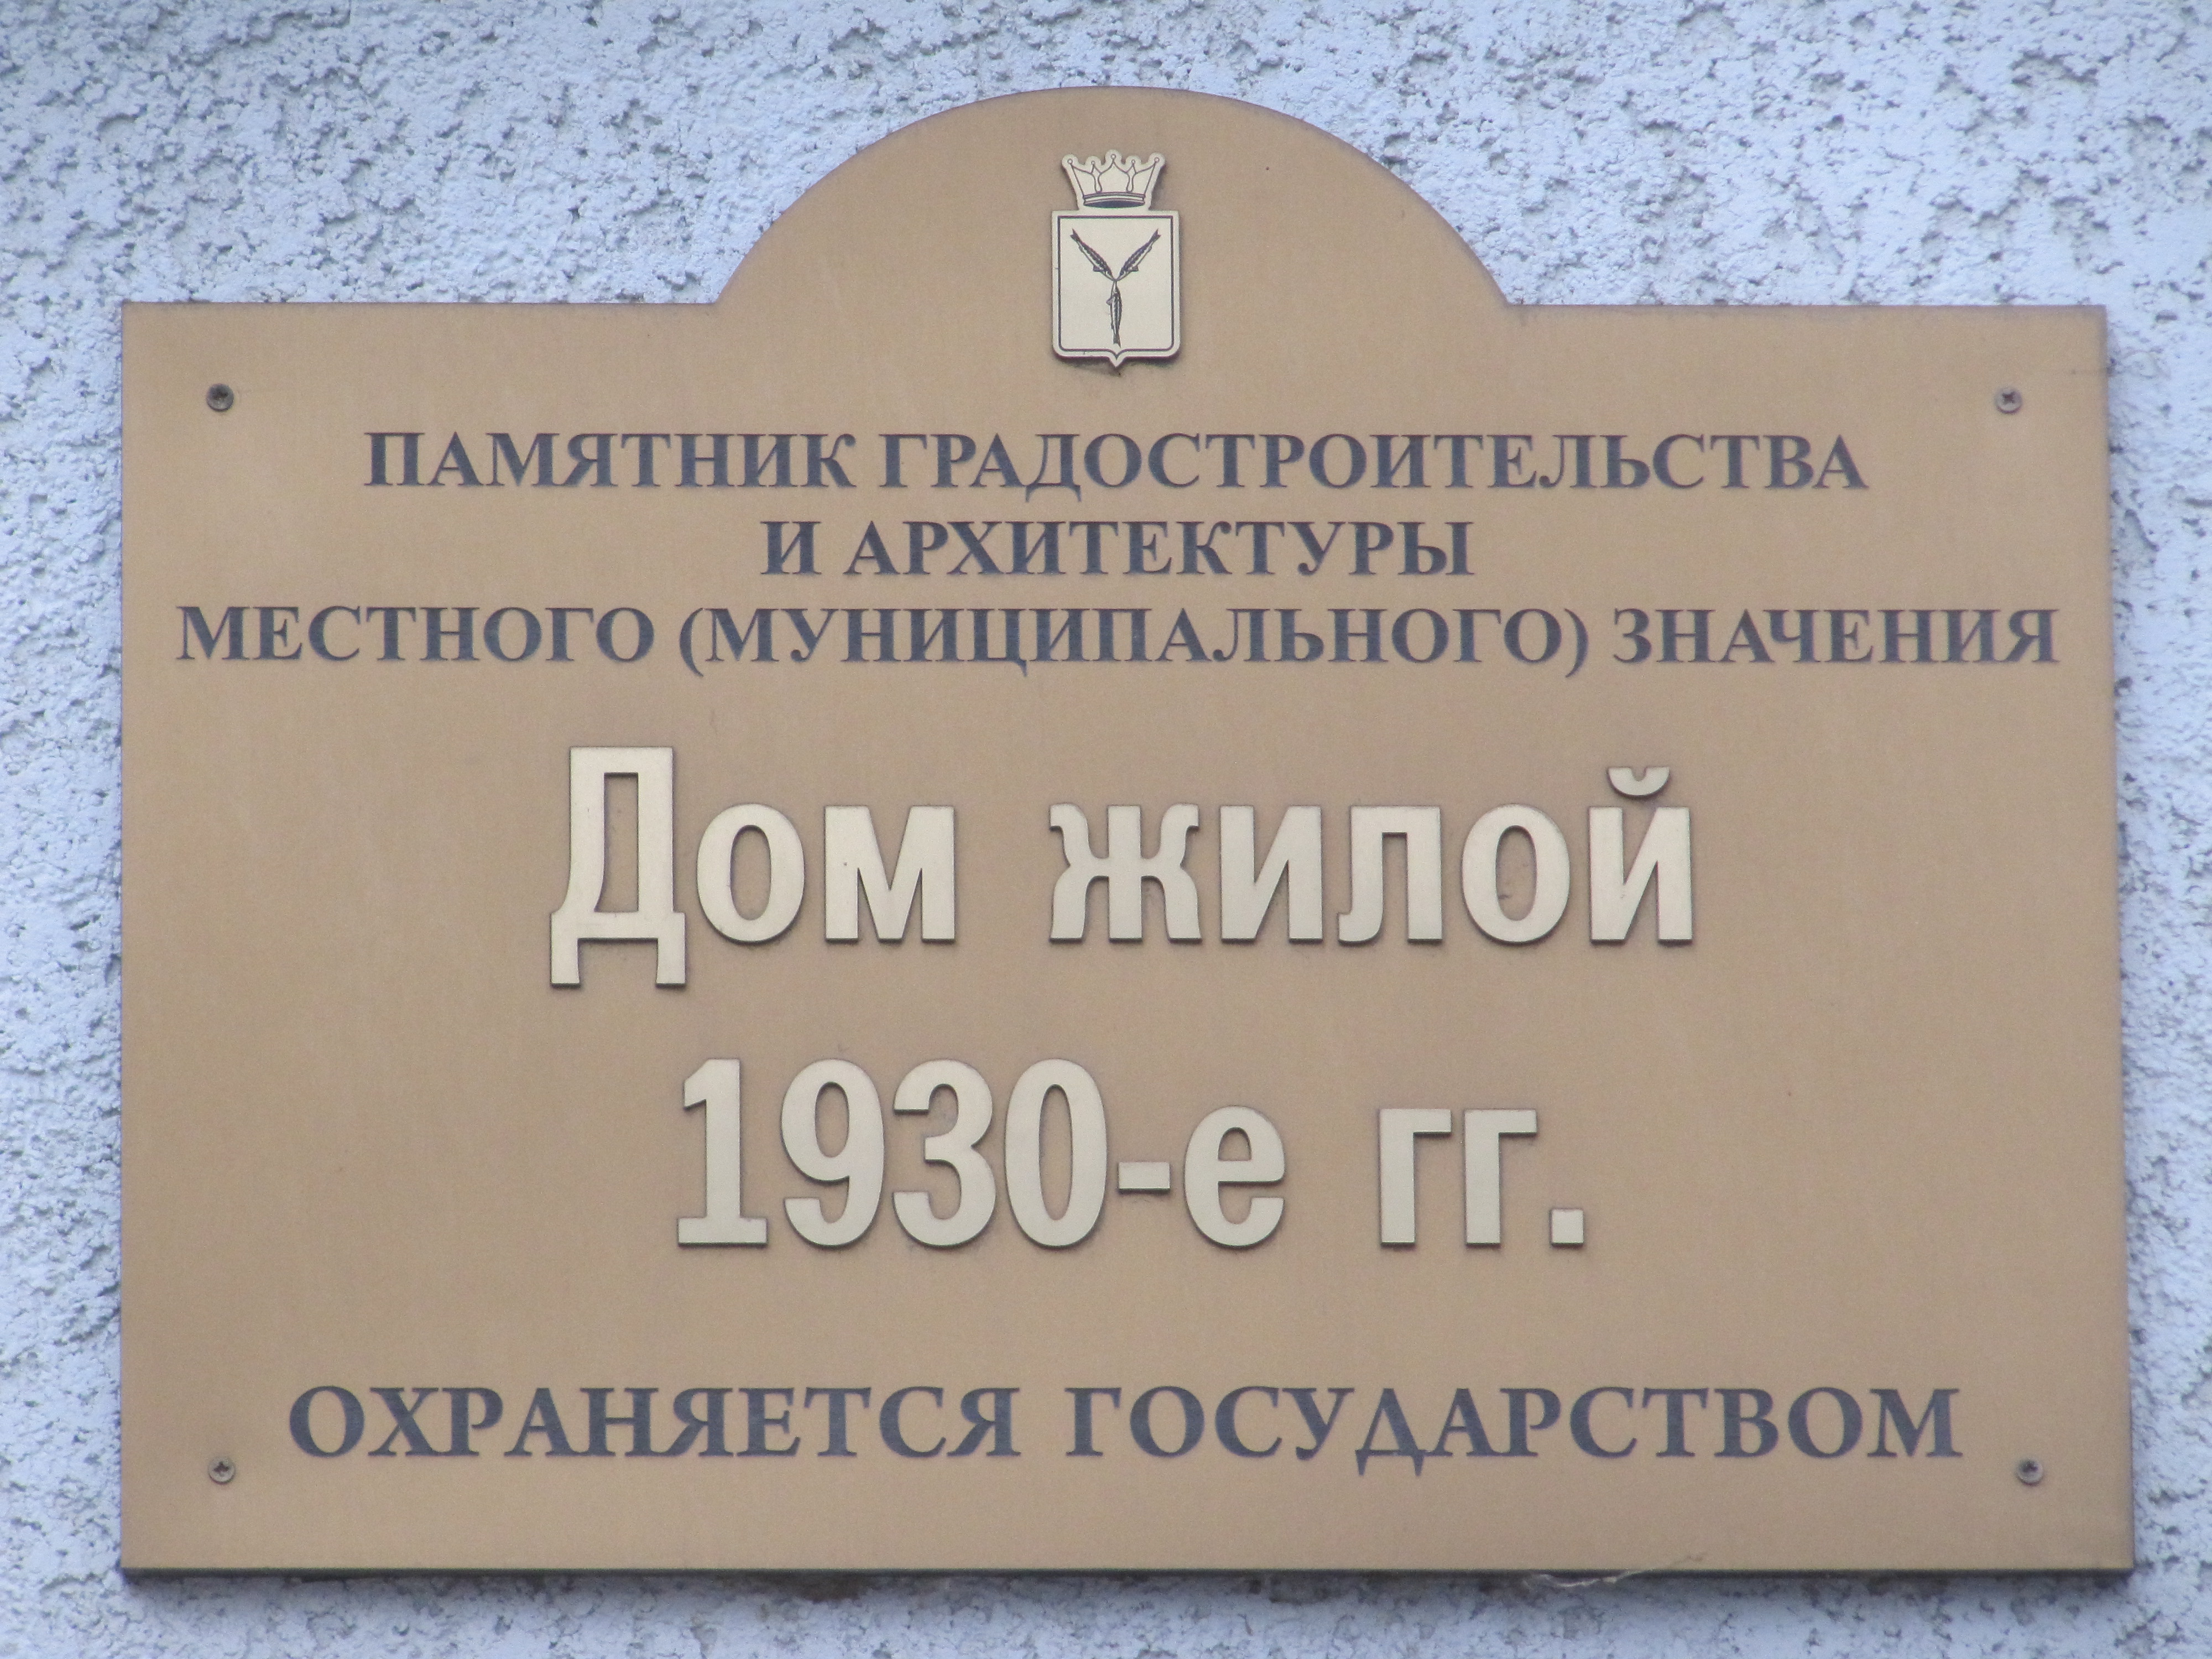 ПАМЯТНИК ГРАДОСТРОИТЕЛЬСТВА
И АРХИТЕКТУРЫ
МЕСТНОГО (МУНИЦИПАЛЬНОГО) ЗНАЧЕНИЯ
Дом жилой
1930-е гг.
ОХРАНЯЕТСЯ ГОСУДАРСТВОМ